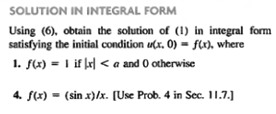 SOLUTION IN INTEGRAL FORM
Using (6), obtain the solution of (1) in integral form
satisfying the initial condition u(x, 0) = f(x), where
1. f(x) = 1 if |x| < a and 0 otherwise
4. f(x) = (sin x)/x. [Use Prob. 4 in Sec. 11.7.]